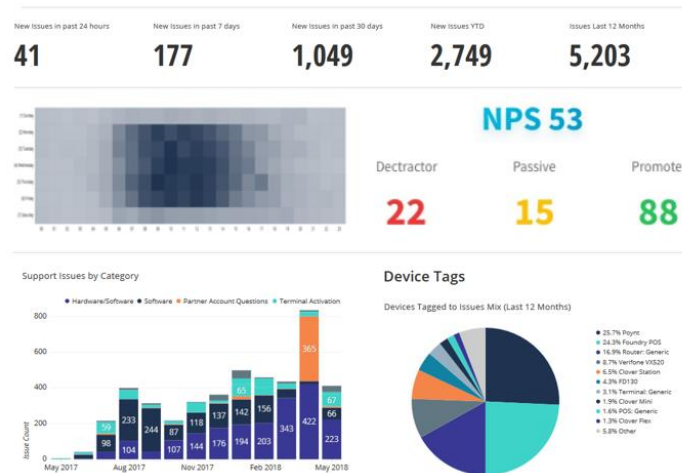 New Issues in past 24 hours
New Issues in past 7 days
New Issues in past 30 days
New Issues YTD
Issues Last 12 Months
41
177
1,049
2,749
5,203
NPS 53
Dectractor
Passive
Promote
22
15
88
Support Issues by Category
Device Tags
Hardware/Software
Software
Partner Account Questions
Terminal Activation
Devices Tagged to Issues Mix (Last 12 Months)
800
600
400
200
0
Issue Count
59
98
104
233
244
87
107
118
144
137
176
65
142
194
156
203
343
365
422
67
66
223
May 2017
Aug 2017
Nov 2017
Feb 2018
May 2018
25.7% Poynt
24.3% Foundry POS
16.9% Router: Generic
8.7% Verifone VX520
6.5% Clover Station
4.3% FD130
3.1% Terminal: Generic
1.9% Clover Mini
1.6% POS: Generic
1.3% Clover Flex
5.8% Other